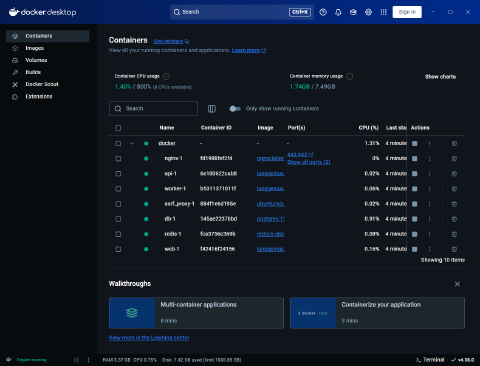 docker.desktop
Search
Ctrl+K
Sign in
Containers
Images
Volumes
Builds
Docker Scout
Extensions
Containers
Give feedback
View all your running containers and applications. Learn more
Container CPU usage
1.40% / 800% (8 CPUs available)
Container memory usage
1.74GB / 7.49GB
Show charts
Search
Only show running containers
Name Container ID Image Port(s) CPU (%) Last sta Actions
docker - - - 1.31% 4 minute
nginx-1 fd1988fef2f4 nginx:lates 443:443 0% 4 minute
Show all ports (2)
api-1 6e100622cab8 langgenius, 0.02% 4 minute
worker-1 b5311371011f langgenius, 0.06% 4 minute
ssrf_proxy-1 884f1e6d195e ubuntu/sq 0.02% 4 minute
db-1 145ae2237bbd postgres:1 0.91% 4 minute
redis-1 redis:6-alp 0.08% 4 minute
web-1 f42416f24156 langgenius, 0.16% 4 minute
Showing 10 items
Walkthroughs
Multi-container applications
8 mins
Containerize your application
3 mins
View more in the Learning center
Engine running
RAM 3.37 GB CPU 0.75% Disk: 7.42 GB used (limit 1006.85 GB)
Terminal
v4.38.0